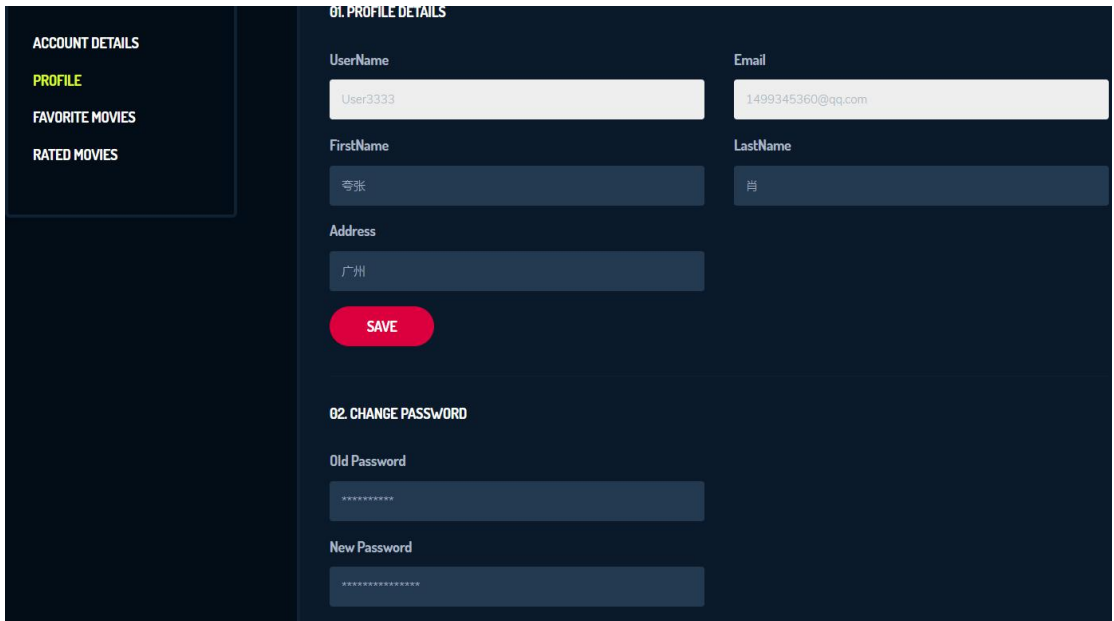 01. PROFILE DETAILS
ACCOUNT DETAILS
PROFILE
FAVORITE MOVIES
RATED MOVIES
UserName
Email
User3333
1499345360@qq.com
FirstName
LastName
夸张
肖
Address
广州
SAVE
02. CHANGE PASSWORD
Old Password
**********
New Password
***************